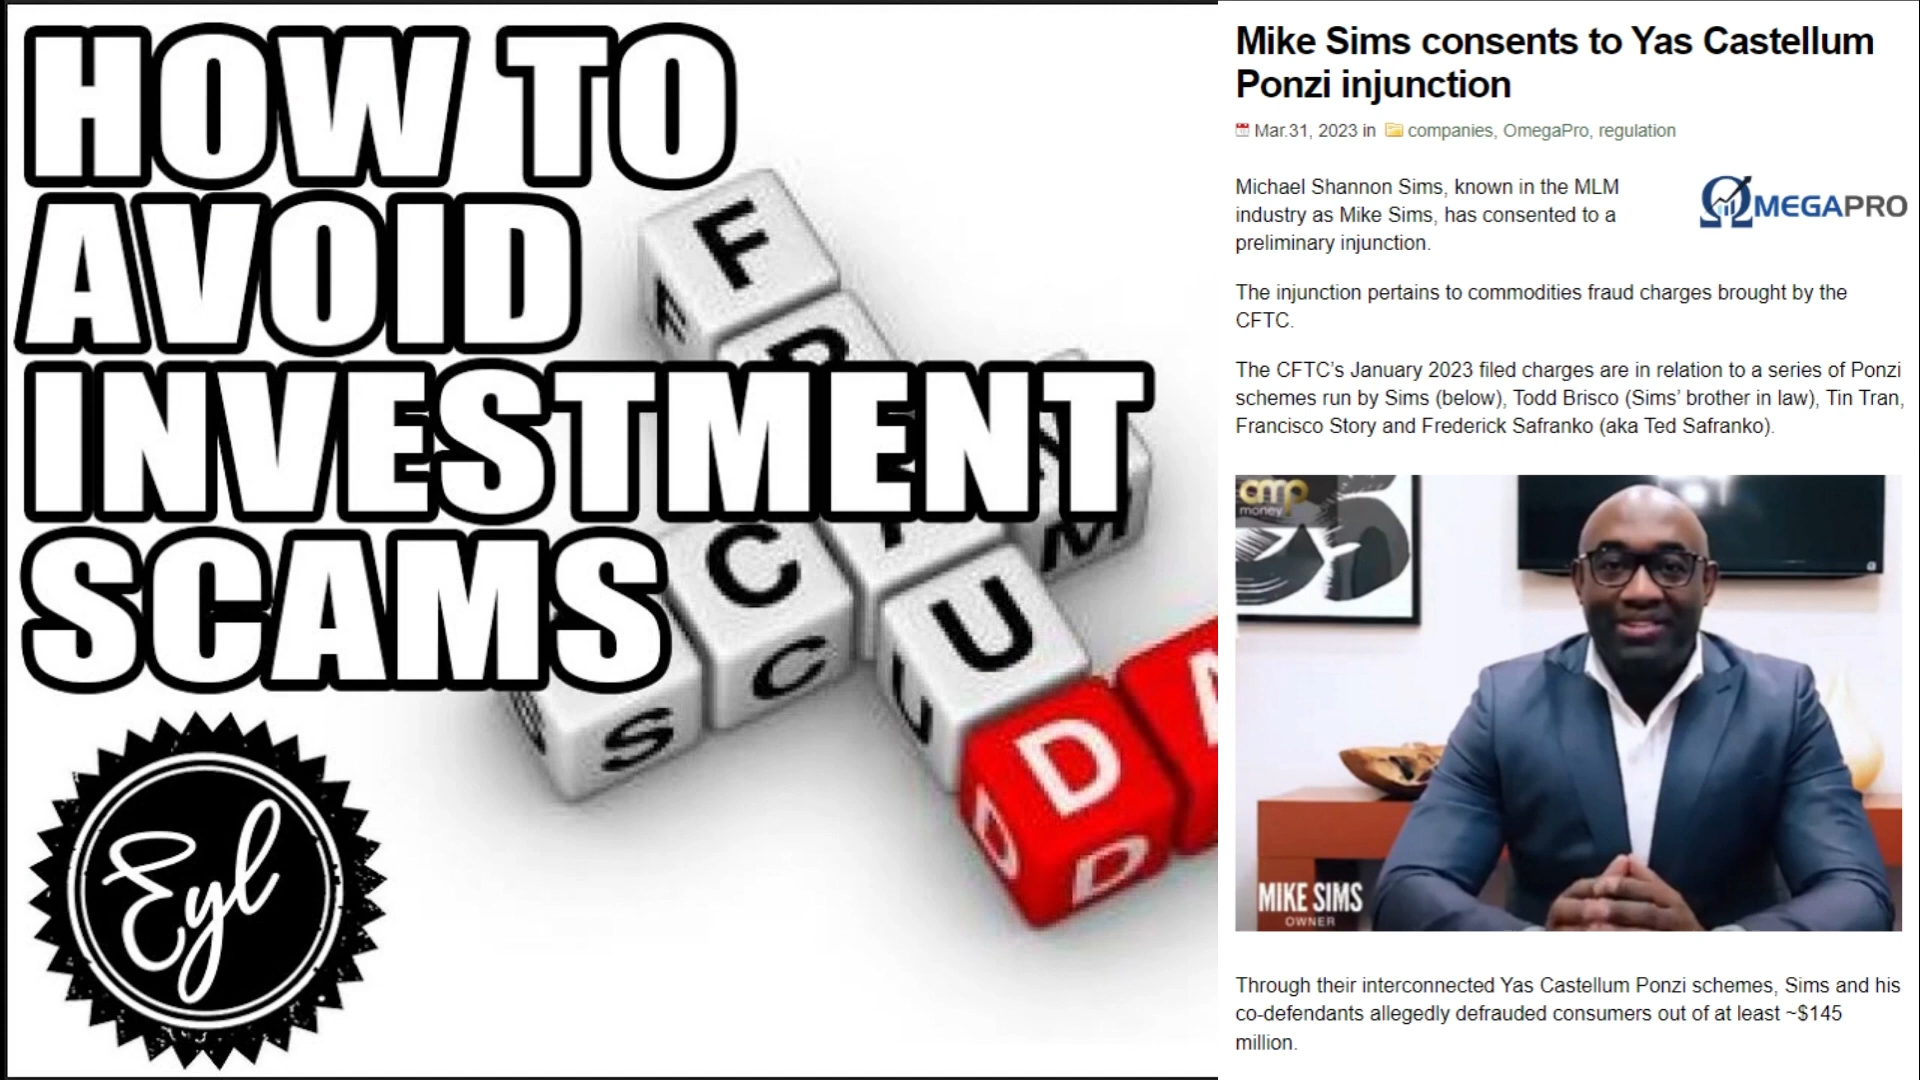 HOW TO
AVOID
INVESTMENT
SCAMS
F
F
C
C
S
U
U
M
D
D
D
Eyl
Mike Sims consents to Yas Castellum
Ponzi injunction
Mar.31, 2023 in companies, OmegaPro, regulation
Michael Shannon Sims, known in the MLM
industry as Mike Sims, has consented to a
preliminary injunction.
ΩMEGAPRO
The injunction pertains to commodities fraud charges brought by the
CFTC.
The CFTC’s January 2023 filed charges are in relation to a series of Ponzi
schemes run by Sims (below), Todd Brisco (Sims’ brother in law), Tin Tran,
Francisco Story and Frederick Safranko (aka Ted Safranko).
amp
money
MIKE SIMS
OWNER
Through their interconnected Yas Castellum Ponzi schemes, Sims and his
co-defendants allegedly defrauded consumers out of at least ~$145
million.